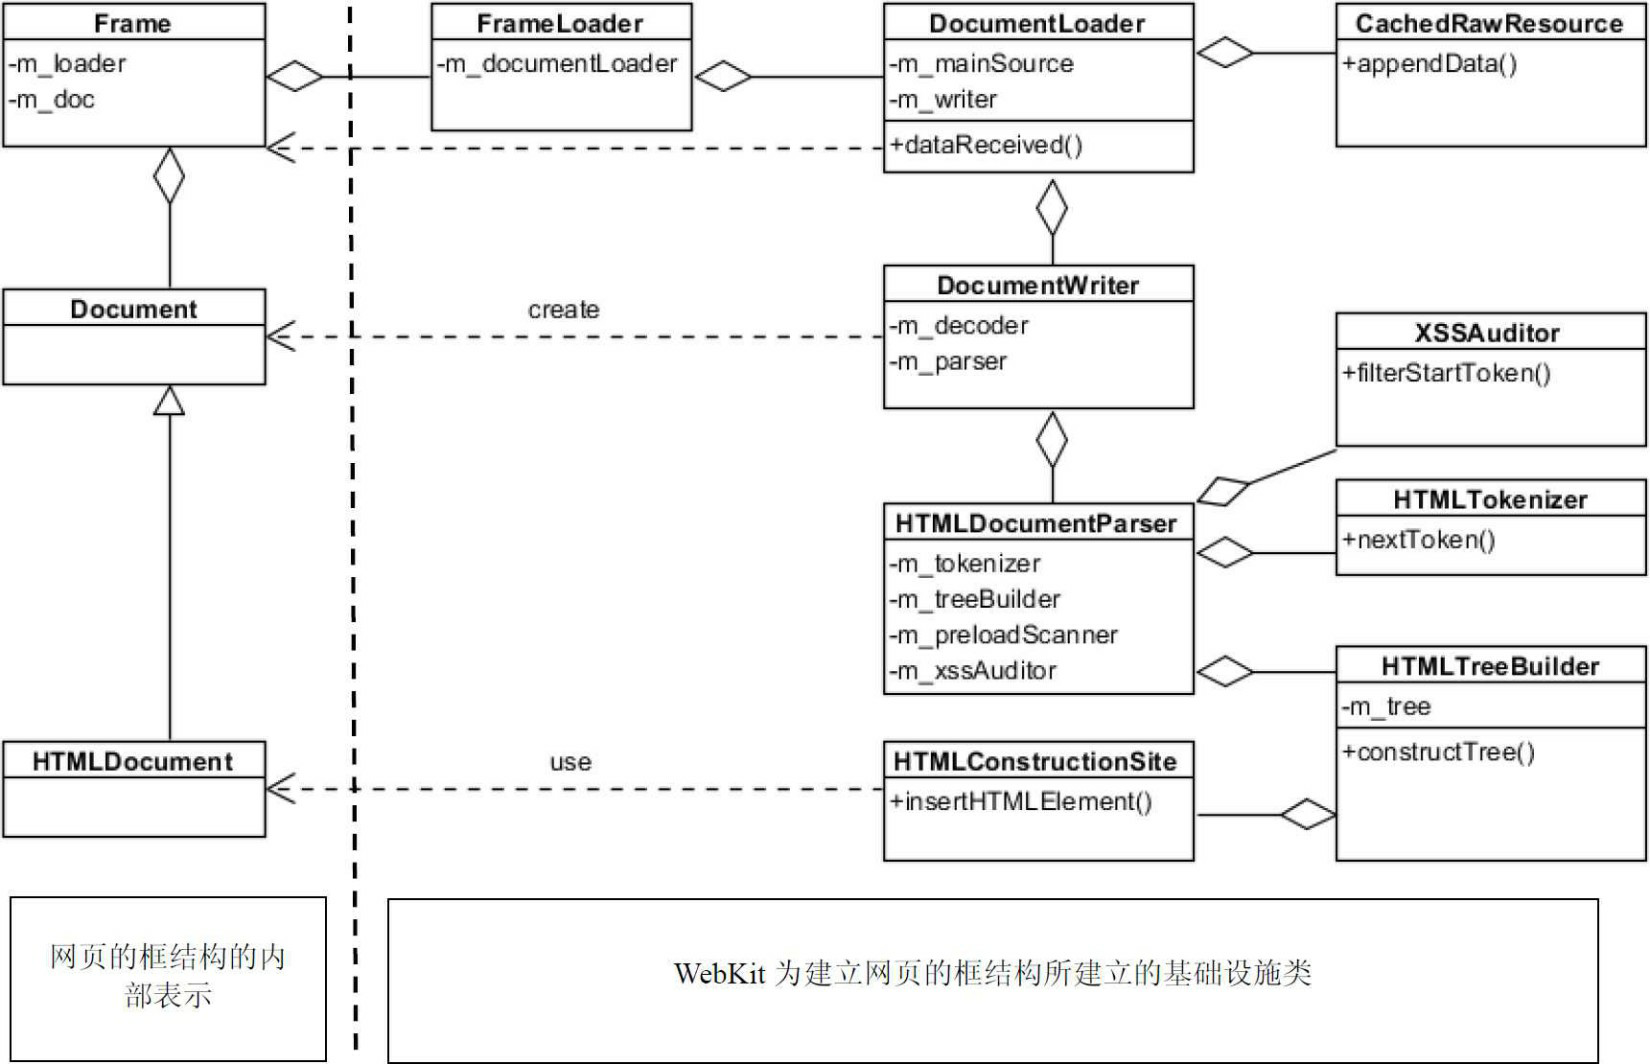 Frame
-m_loader
-m_doc
FrameLoader
-m_documentLoader
DocumentLoader
-m_mainSource
-m_writer
+dataReceived()
CachedRawResource
+appendData()
Document
create
DocumentWriter
-m_decoder
-m_parser
XSSAuditor
+filterStartToken()
HTMLDocumentParser
-m_tokenizer
-m_treeBuilder
-m_preloadScanner
-m_xssAuditor
HTMLTokenizer
+nextToken()
HTMLTreeBuilder
-m_tree
+constructTree()
HTMLDocument
use
HTMLConstructionSite
+insertHTMLElement()
网页的框结构的内
部表示
WebKit 为建立网页的框结构所建立的基础设施类